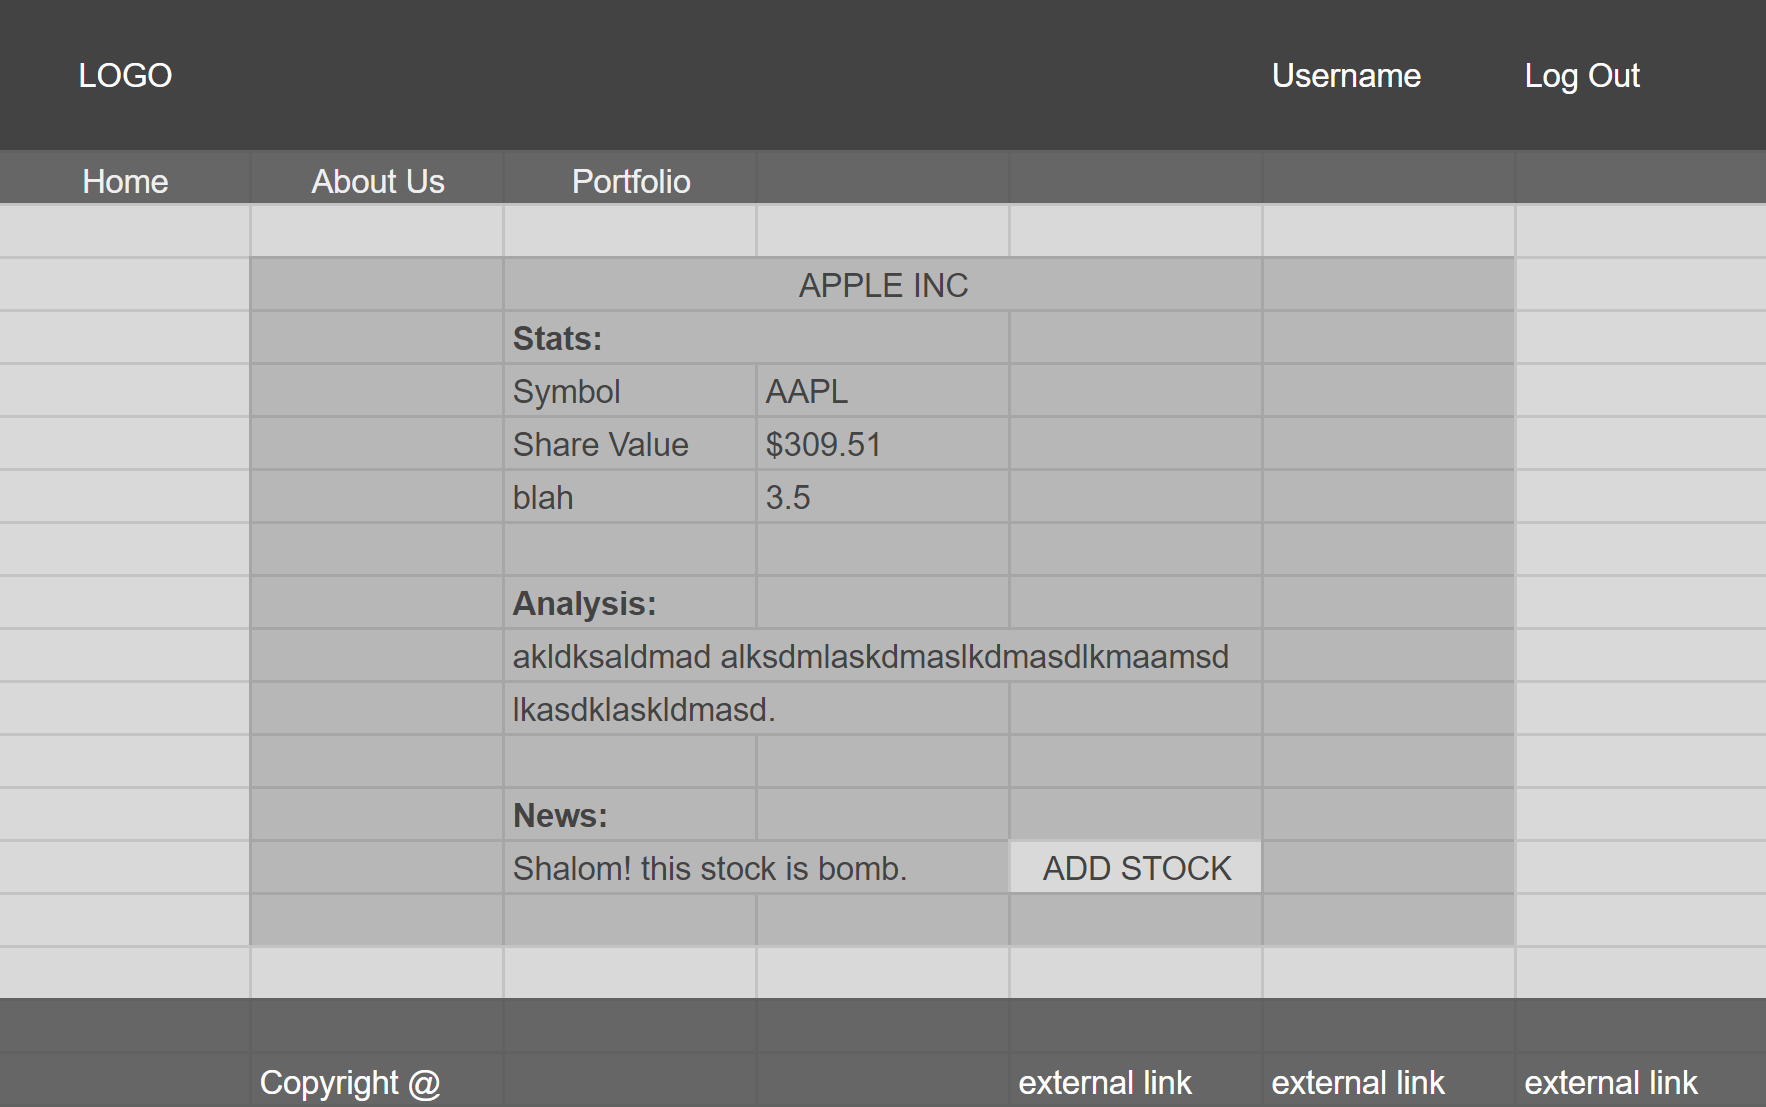 LOGO Username Log Out
Home About Us Portfolio
APPLE INC
Stats:
Symbol AAPL
Share Value $309.51
blah 3.5
Analysis:
akldksaldmad alksdmlaskdmaslkdmasdlkmaamsd
lkasdklaskldmasd.
News:
Shalom! this stock is bomb. ADD STOCK
Copyright @ external link external link external link